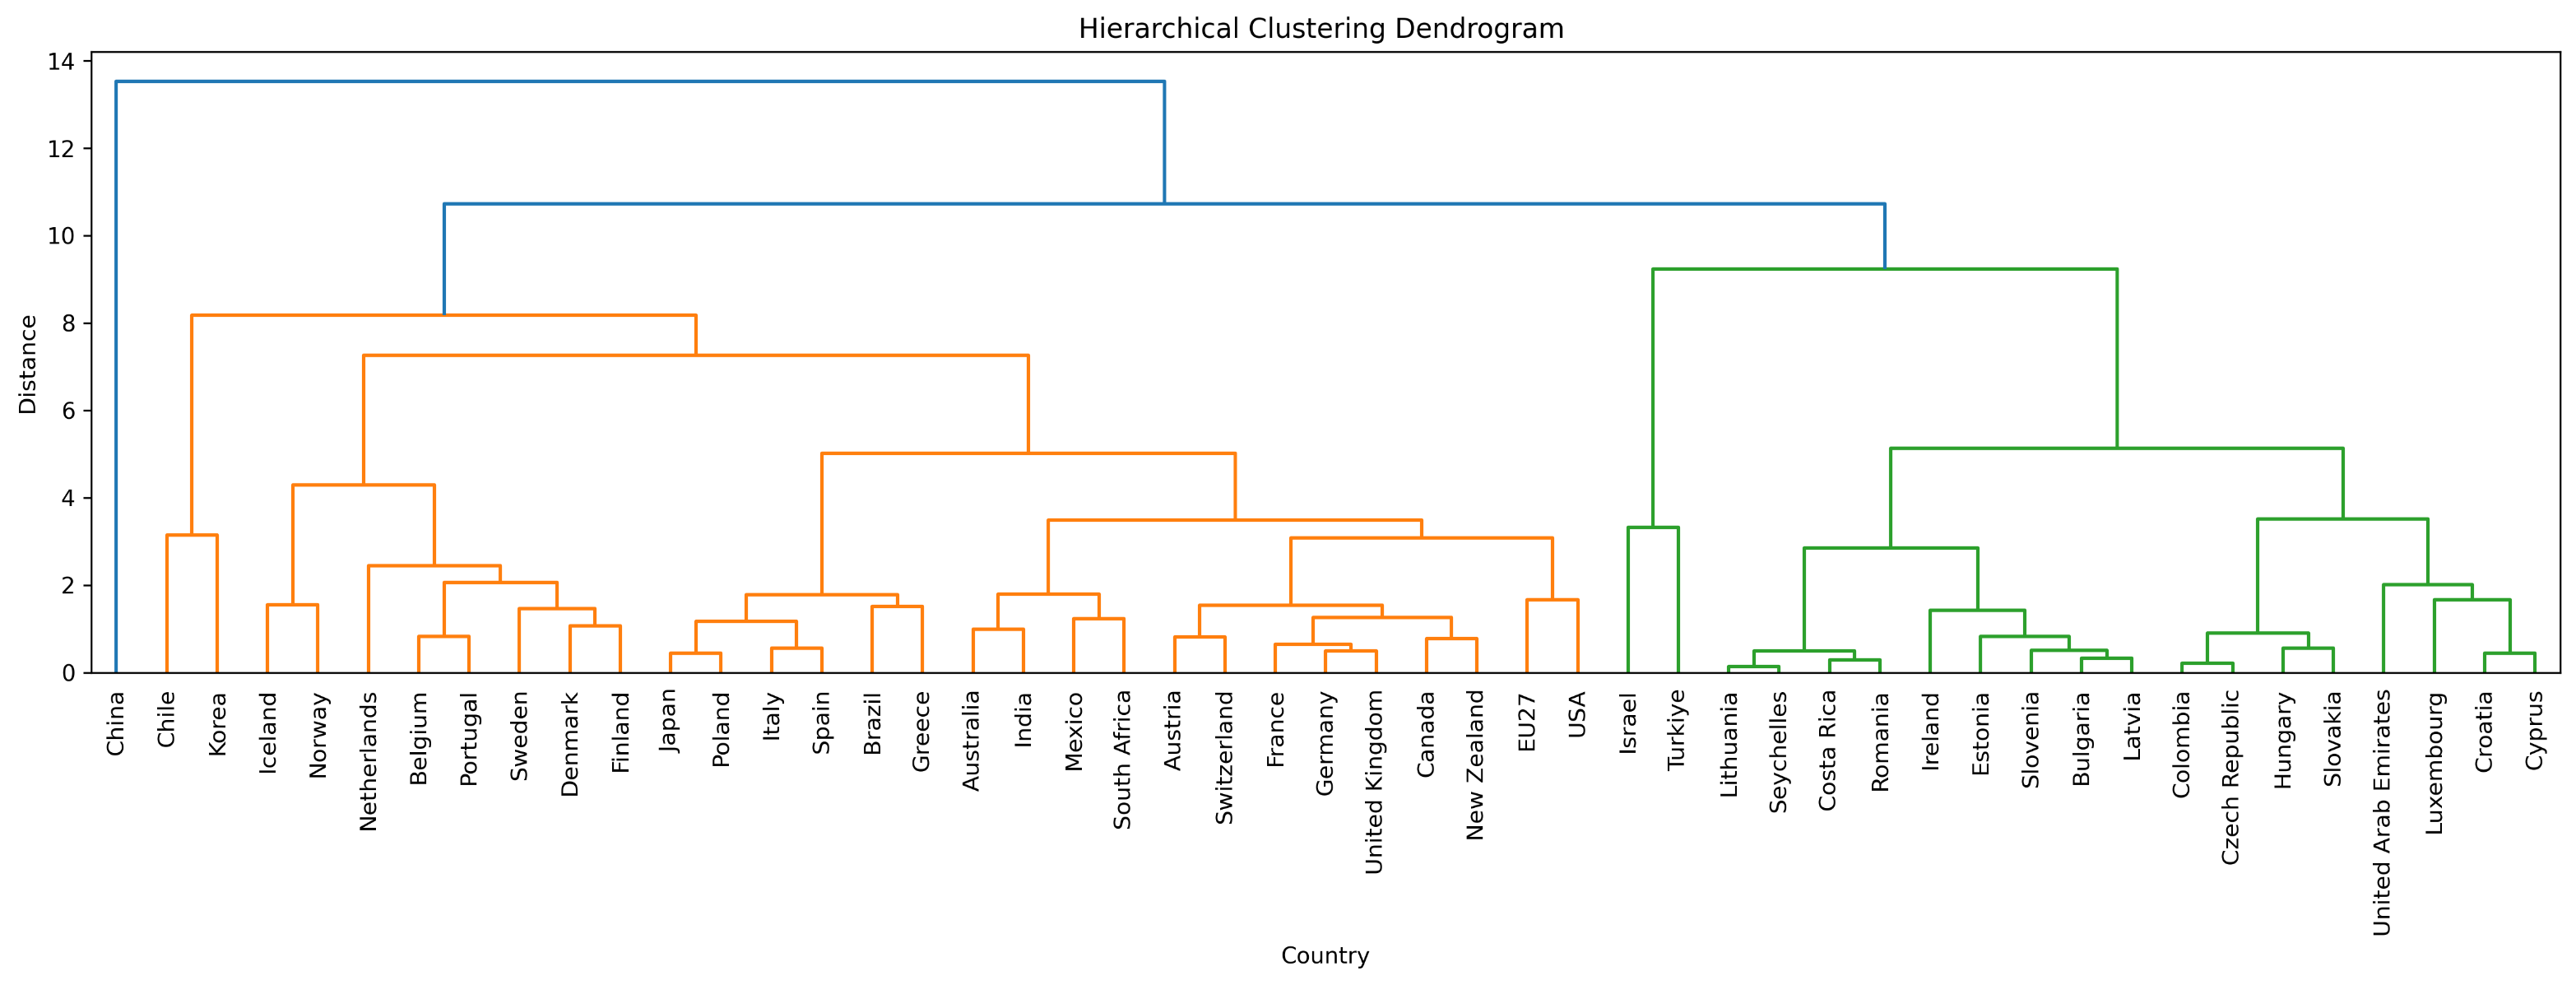 Hierarchical Clustering Dendrogram
14
12
10
8
6
4
2
0
Distance
China
Chile
Korea
Iceland
Norway
Netherlands
Belgium
Portugal
Sweden
Denmark
Finland
Japan
Poland
Italy
Spain
Brazil
Greece
Australia
India
Mexico
South Africa
Austria
Switzerland
France
Germany
United Kingdom
Canada
New Zealand
EU27
USA
Israel
Turkiye
Lithuania
Seychelles
Costa Rica
Romania
Ireland
Estonia
Slovenia
Bulgaria
Latvia
Colombia
Czech Republic
Hungary
Slovakia
United Arab Emirates
Luxembourg
Croatia
Cyprus
Country